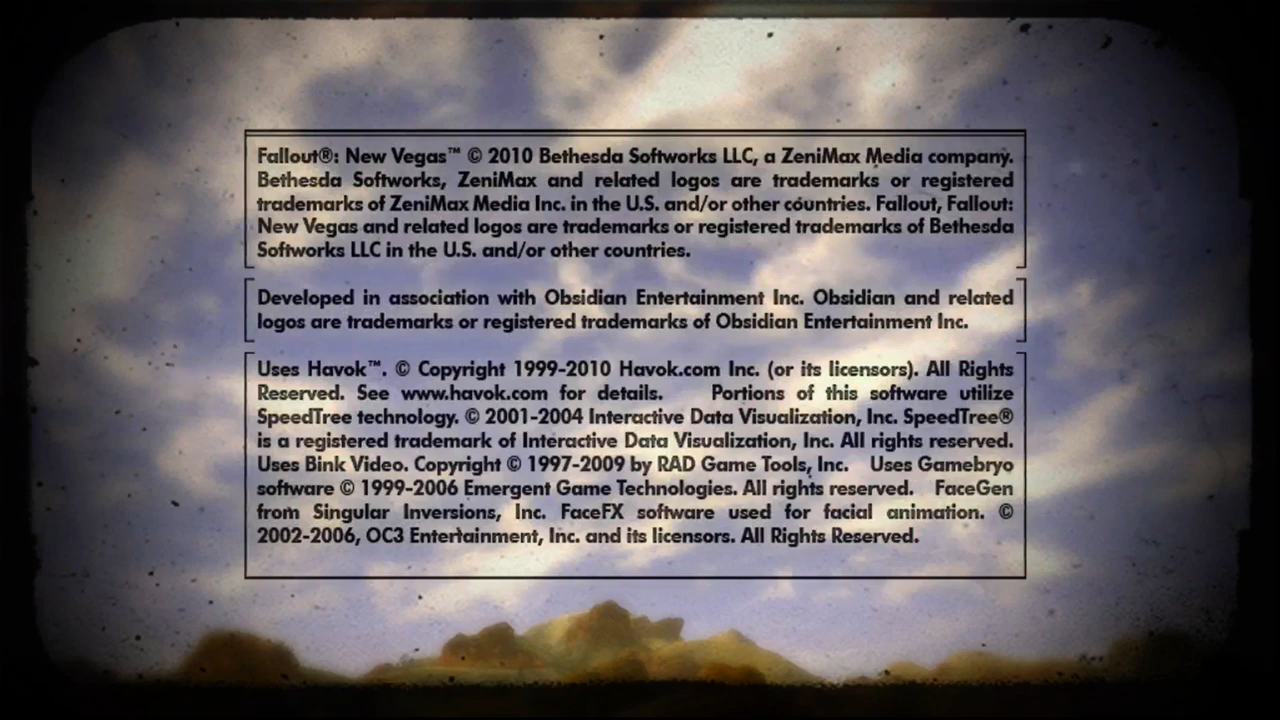 Fallout®: New Vegas™ © 2010 Bethesda Softworks LLC, a ZeniMax Media company.
Bethesda Softworks, ZeniMax and related logos are trademarks or registered
trademarks of ZeniMax Media Inc. in the U.S. and/or other countries. Fallout, Fallout:
New Vegas and related logos are trademarks or registered trademarks of Bethesda
Softworks LLC in the U.S. and/or other countries.
Developed in association with Obsidian Entertainment Inc. Obsidian and related
logos are trademarks or registered trademarks of Obsidian Entertainment Inc.
Uses Havok™. © Copyright 1999-2010 Havok.com Inc. (or its licensors). All Rights
Reserved. See www.havok.com for details. Portions of this software utilize
SpeedTree technology. © 2001-2004 Interactive Data Visualization, Inc. SpeedTree®
is a registered trademark of Interactive Data Visualization, Inc. All rights reserved.
Uses Bink Video. Copyright © 1997-2009 by RAD Game Tools, Inc. Uses Gamebryo
software © 1999-2006 Emergent Game Technologies. All rights reserved. FaceGen
from Singular Inversions, Inc. FaceFX software used for facial animation. ©
2002-2006, OC3 Entertainment, Inc. and its licensors. All Rights Reserved.